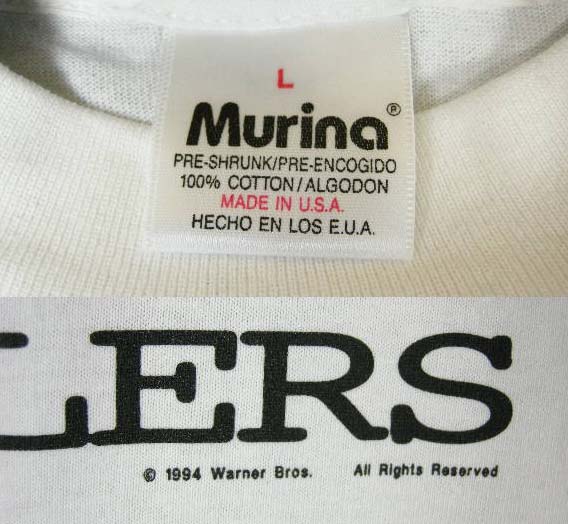 L
Murina®
PRE-SHRUNK/PRE-ENCOGIDO
100% COTTON/ALGODON
MADE IN U.S.A.
HECHO EN LOS E.U.A.
LERS
© 1994 Warner Bros. All Rights Reserved